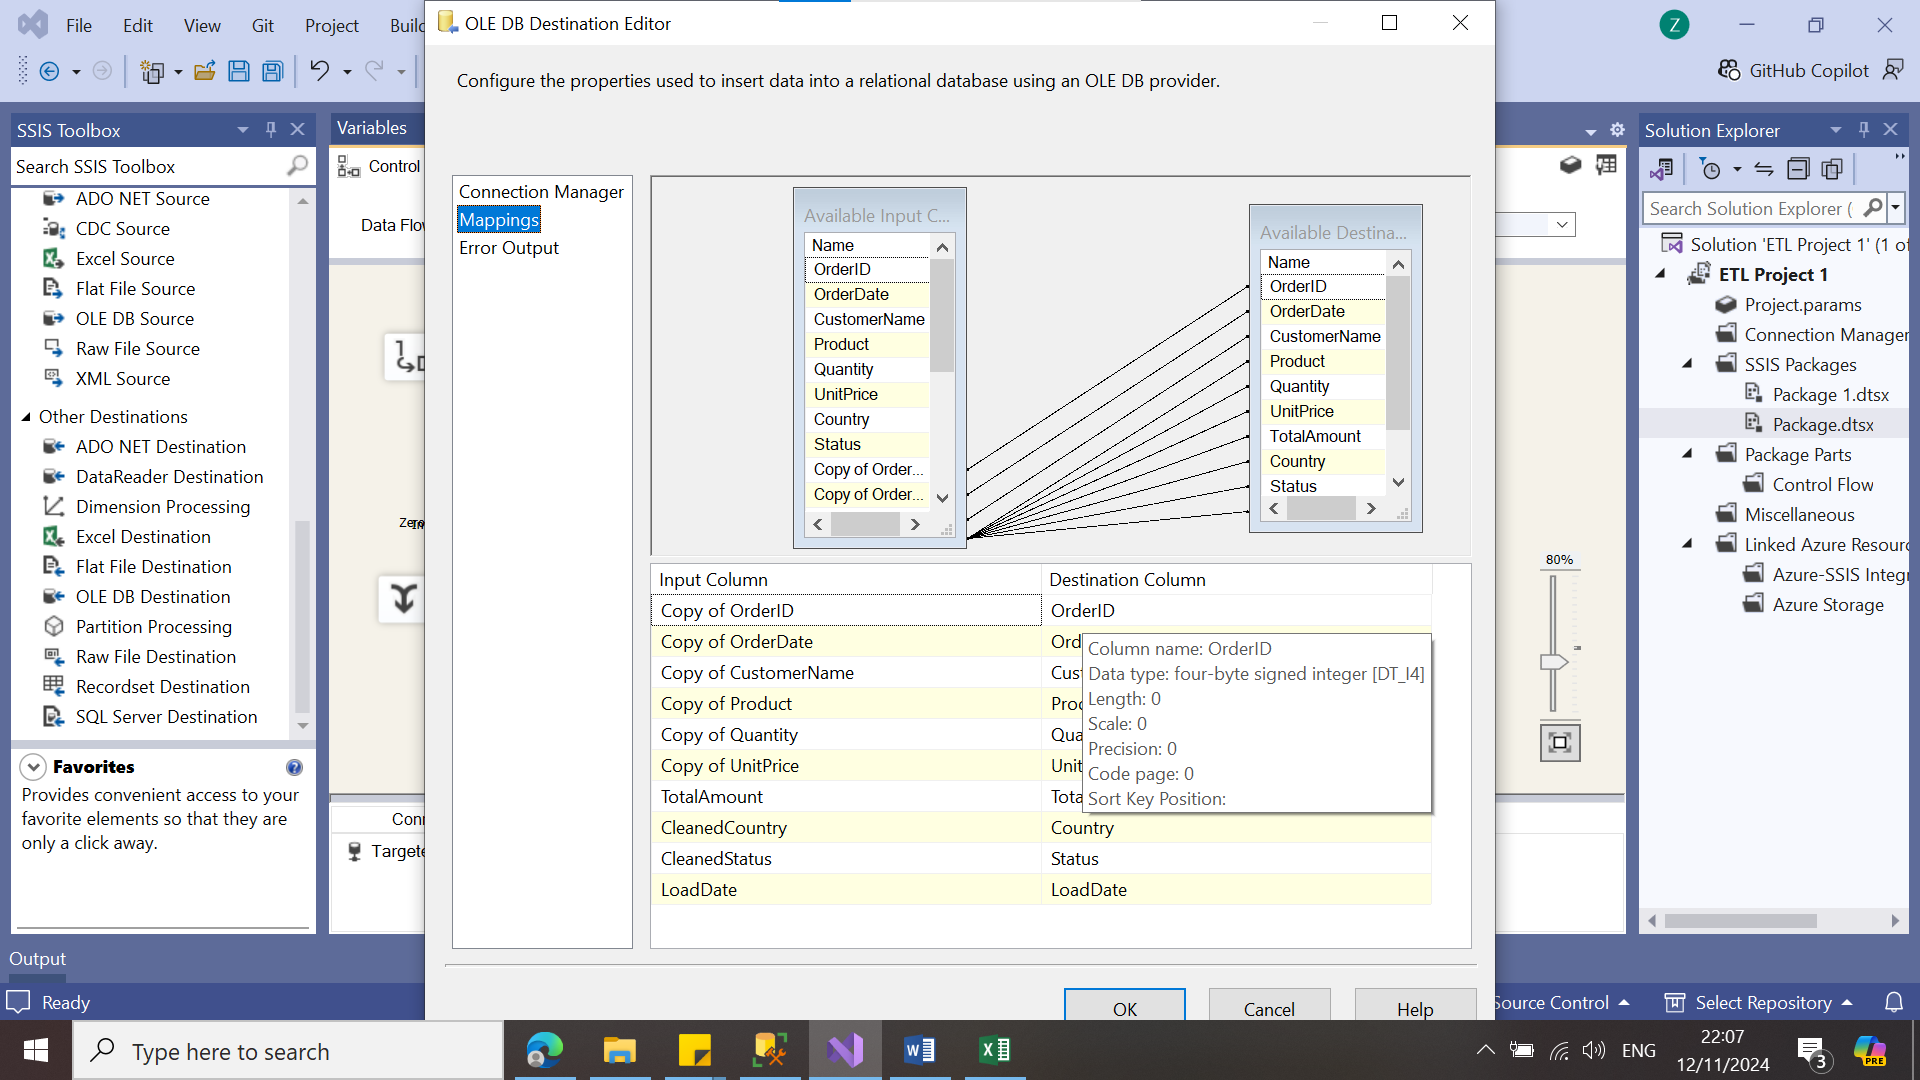 File
Edit
View
Git
Project
OLE DB Destination Editor
Z
GitHub Copilot
Configure the properties used to insert data into a relational database using an OLE DB provider.
SSIS Toolbox
Search SSIS Toolbox
ADO NET Source
CDC Source
Excel Source
Flat File Source
OLE DB Source
Raw File Source
XML Source
Other Destinations
ADO NET Destination
DataReader Destination
Dimension Processing
Excel Destination
Flat File Destination
OLE DB Destination
Partition Processing
Raw File Destination
Recordset Destination
SQL Server Destination
Favorites
Provides convenient access to your
favorite elements so that they are
only a click away.
Variables
Control
Connection Manager
Mappings
Error Output
Available Input C...
Name
OrderID
OrderDate
CustomerName
Product
Quantity
UnitPrice
Country
Status
Copy of Order...
Copy of Order...
Available Destina...
Name
OrderID
OrderDate
CustomerName
Product
Quantity
UnitPrice
TotalAmount
Country
Status
Input Column Destination Column
Copy of OrderID OrderID
Copy of OrderDate Ord
Copy of CustomerName Cust
Copy of Product Prod
Copy of Quantity Qua
Copy of UnitPrice Unit
TotalAmount Tota
CleanedCountry Country
CleanedStatus Status
LoadDate LoadDate
Column name: OrderID
Data type: four-byte signed integer [DT_I4]
Length: 0
Scale: 0
Precision: 0
Code page: 0
Sort Key Position:
OK Cancel Help
80%
Solution Explorer
Search Solution Explorer (
Solution 'ETL Project 1' (1 of
ETL Project 1
Project.params
Connection Manager
SSIS Packages
Package 1.dtsx
Package.dtsx
Package Parts
Control Flow
Miscellaneous
Linked Azure Resour
Azure-SSIS Integ
Azure Storage
Output
Ready
Source Control
Select Repository
Type here to search
ENG
22:07
12/11/2024
3
PRE